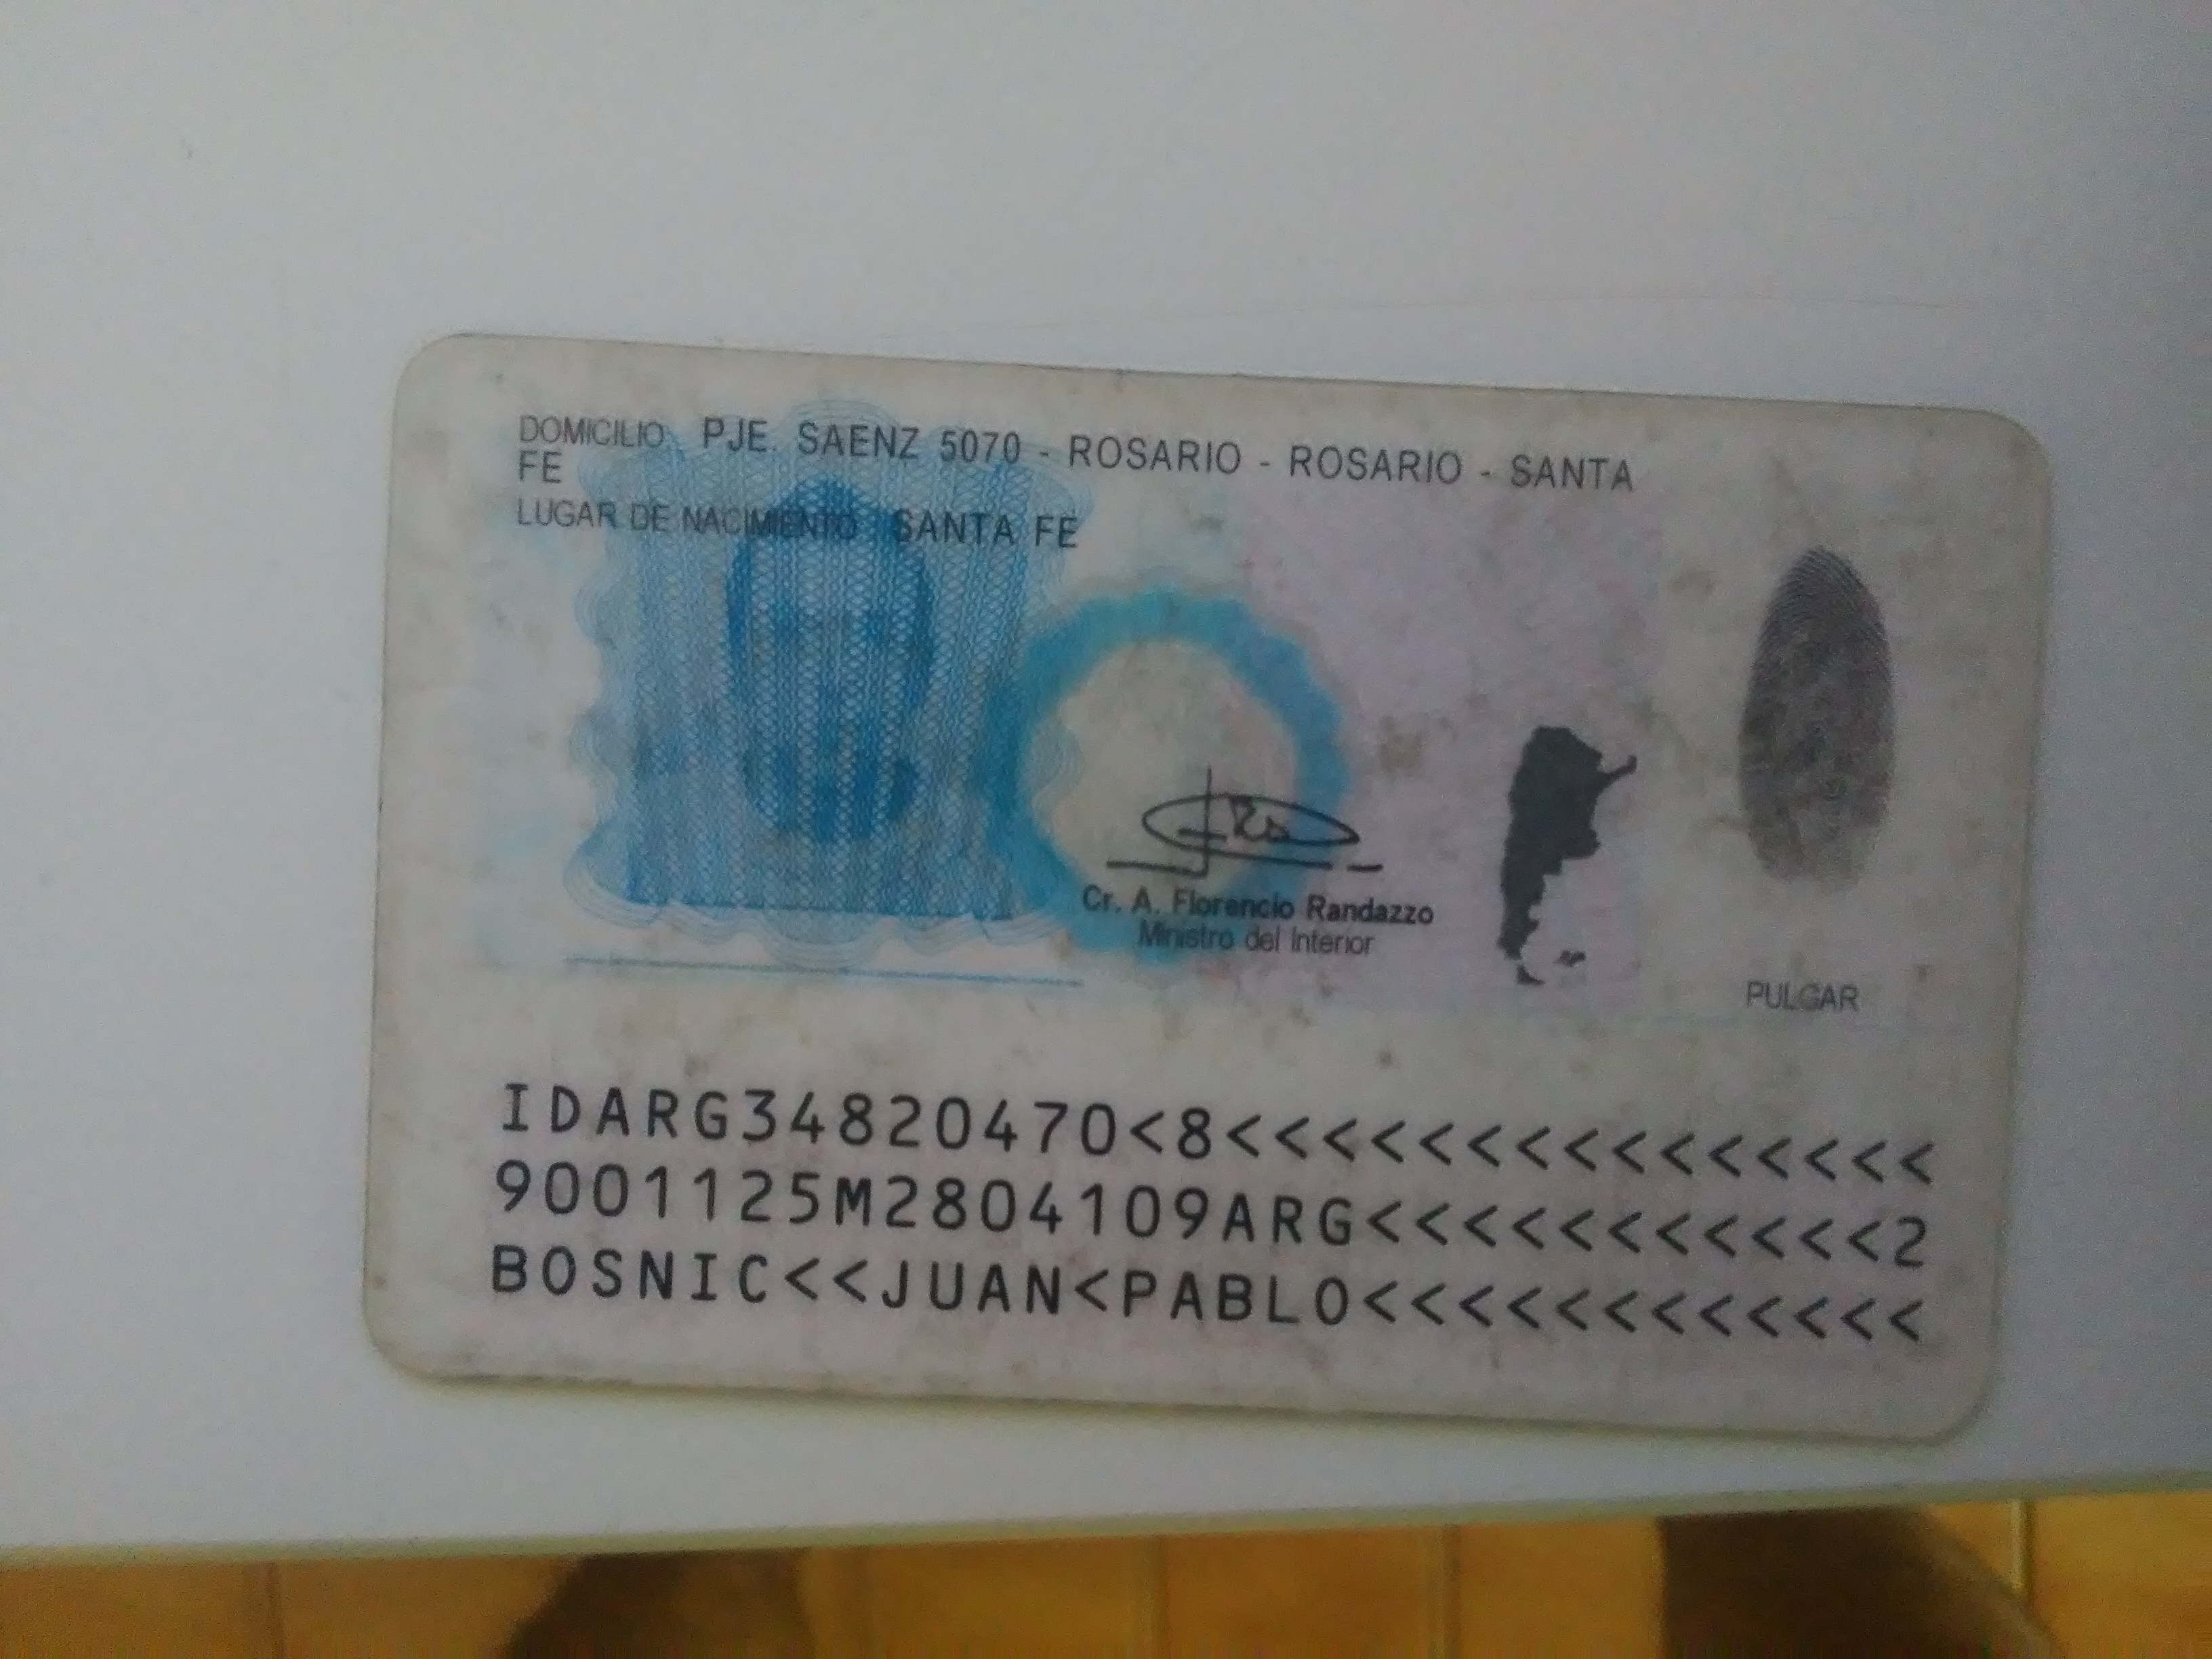 DOMICILIO PJE. SAENZ 5070 - ROSARIO - ROSARIO - SANTA
FE
LUGAR DE NACIMIENTO SANTA FE
Cr. A. Florencio Randazzo
Ministro del Interior
PULGAR
IDARG34820470<8<<<<<<<<<<<<<<<
9001125M2804109ARG<<<<<<<<<<<2
BOSNIC<<JUAN<PABLO<<<<<<<<<<<<